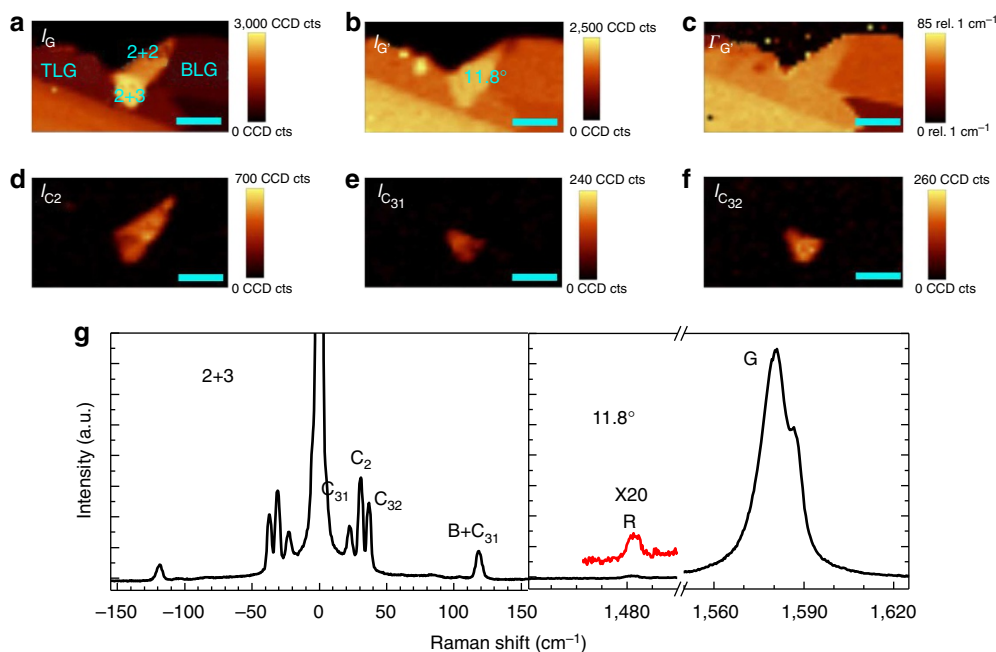 a
I_G
2+2
TLG
BLG
2+3
3,000 CCD cts
0 CCD cts
b
I_G'
11.8°
2,500 CCD cts
0 CCD cts
c
Γ_G'
85 rel. 1 cm⁻¹
0 rel. 1 cm⁻¹
d
I_C2
700 CCD cts
0 CCD cts
e
I_C₃₁
240 CCD cts
0 CCD cts
f
I_C₃₂
260 CCD cts
0 CCD cts
g
2+3
11.8°
G
C₂
C₃₁
C₃₂
B+C₃₁
X20
R
Intensity (a.u.)
−150 −100 −50 0 50 100 150 1,480 1,560 1,590 1,620
Raman shift (cm⁻¹)